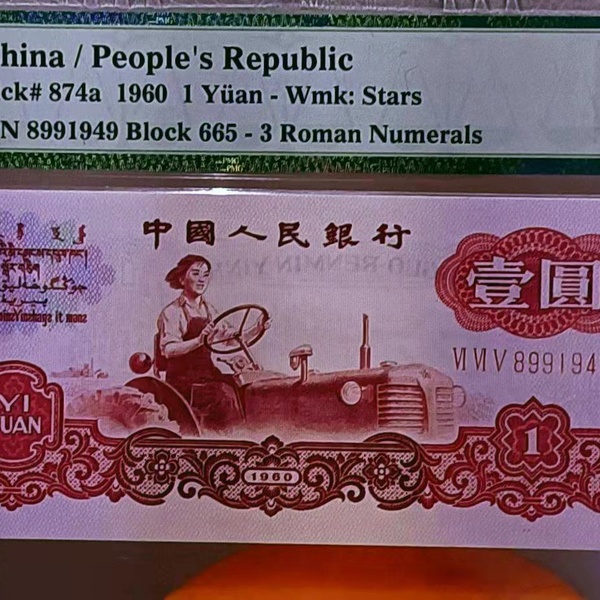 hina / People's Republic
ck# 874a 1960 1 Yüan - Wmk: Stars
N 8991949 Block 665 - 3 Roman Numerals
中國人民銀行
壹圓
VI VI V 899194
YI
YUAN
1
1960